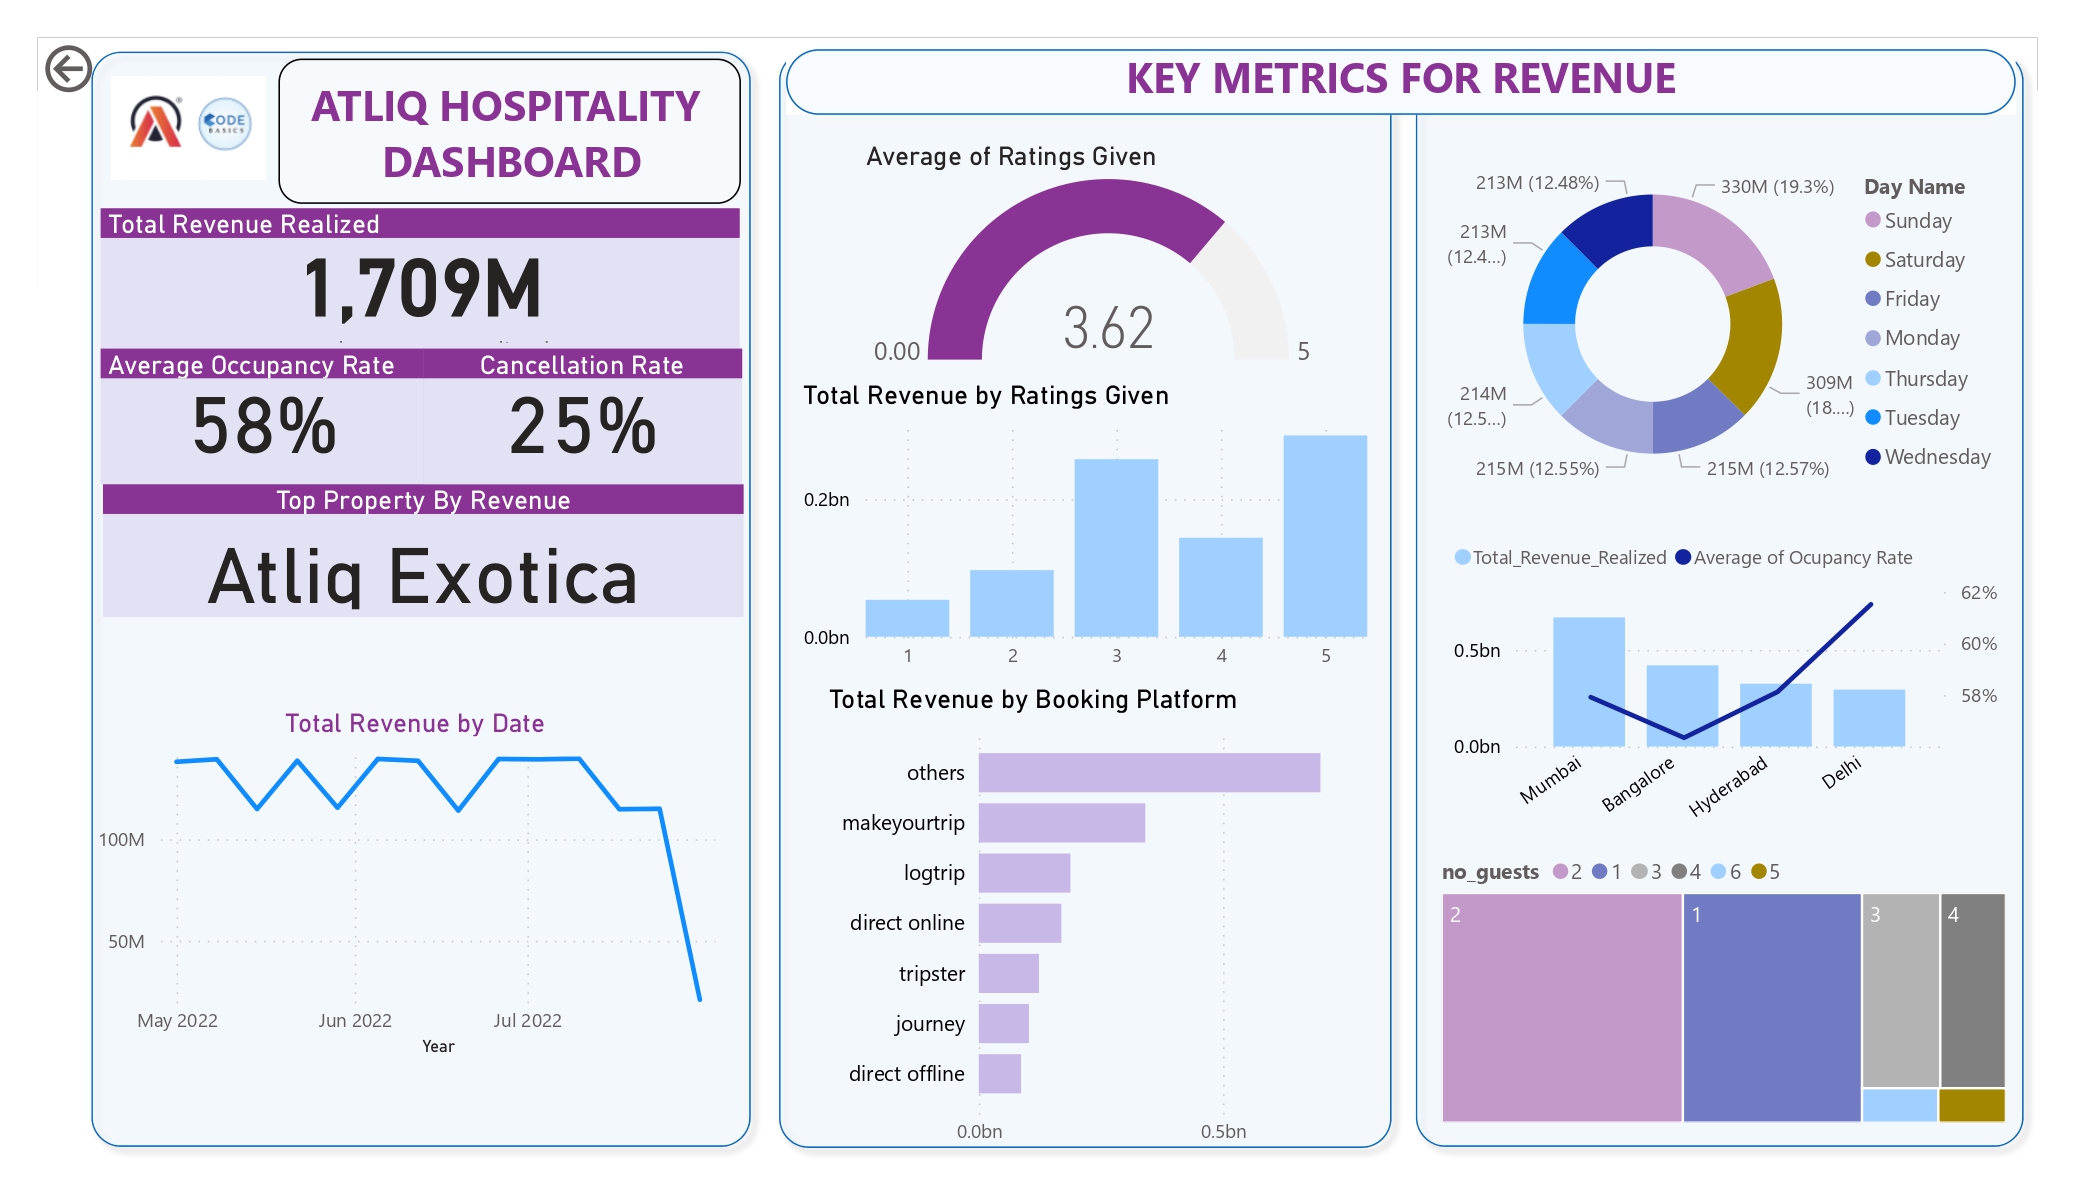 ATLIQ HOSPITALITY
DASHBOARD
CODE
BASICS
Total Revenue Realized
1,709M
Average Occupancy Rate
Cancellation Rate
58%
25%
Top Property By Revenue
Atliq Exotica
Total Revenue by Date
100M
50M
May 2022
Jun 2022
Jul 2022
Year
KEY METRICS FOR REVENUE
Average of Ratings Given
0.00
3.62
5
Total Revenue by Ratings Given
0.2bn
0.0bn
1
2
3
4
5
Total Revenue by Booking Platform
others
makeyourtrip
logtrip
direct online
tripster
journey
direct offline
0.0bn
0.5bn
213M (12.48%)
330M (19.3%)
213M
(12.4...)
214M
(12.5...)
309M
(18....)
215M (12.55%)
215M (12.57%)
Day Name
Sunday
Saturday
Friday
Monday
Thursday
Tuesday
Wednesday
Total_Revenue_Realized
Average of Ocupancy Rate
62%
60%
58%
0.5bn
0.0bn
Mumbai
Bangalore
Hyderabad
Delhi
no_guests 2 1 3 4 6 5
2
1
3
4